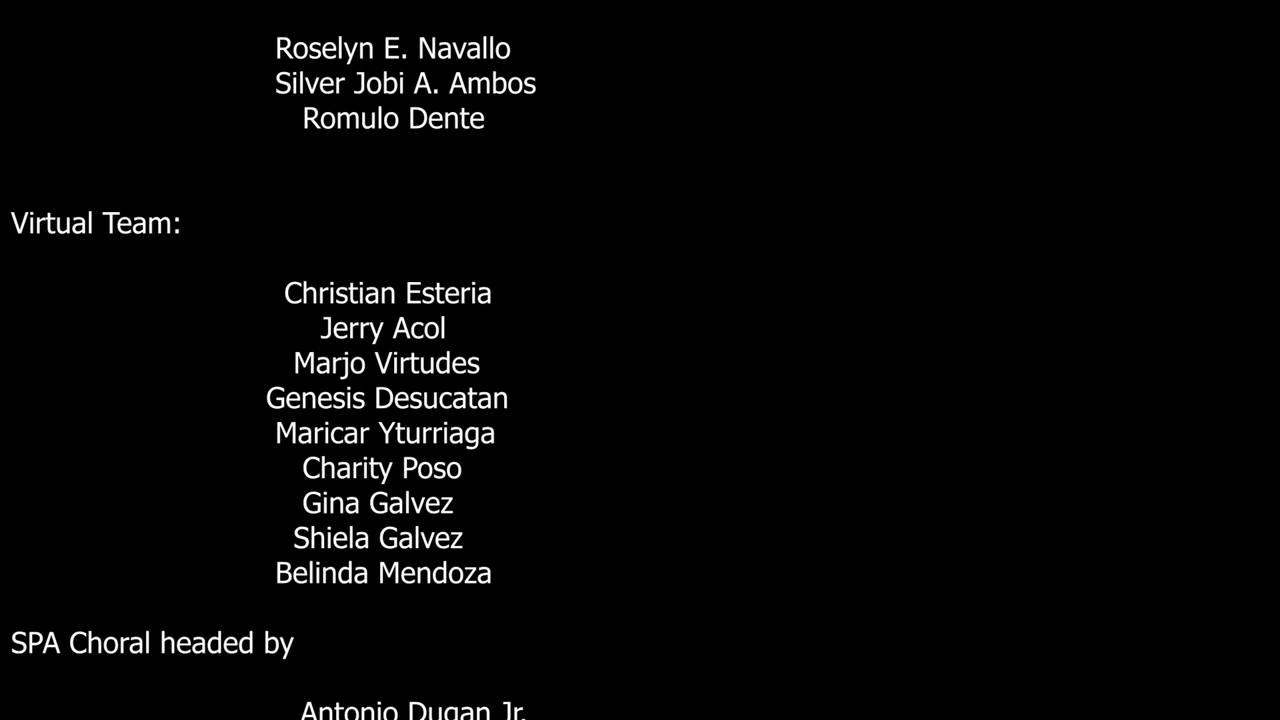 Roselyn E. Navallo
Silver Jobi A. Ambos
Romulo Dente
Virtual Team:
Christian Esteria
Jerry Acol
Marjo Virtudes
Genesis Desucatan
Maricar Yturriaga
Charity Poso
Gina Galvez
Shiela Galvez
Belinda Mendoza
SPA Choral headed by
Antonio Dugan Jr.